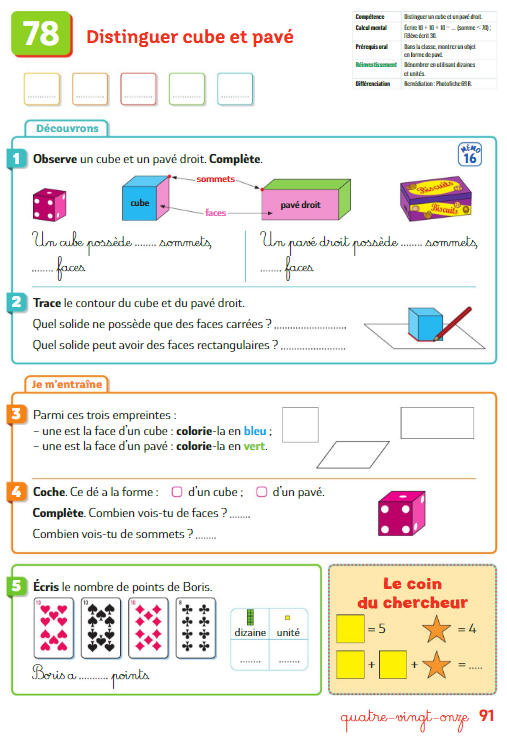 78
Distinguer cube et pavé
Compétence Distinguer un cube et un pavé droit.
Calcul mental Écrire 10 + 10 + 10 = ... (somme < 70) ;
l'élève écrit 30.
Prérequis oral Dans la classe, montrer un objet
en forme de pavé.
Réinvestissement Dénombrer en utilisant dizaines
et unités.
Différenciation Remédiation : Photofiche 69 R.
Découvrons
1 Observe un cube et un pavé droit. Complète.
MÉMO
16
sommets
cube
faces
pavé droit
Biscuits
Biscuits
Un cube possède ........ sommets,
........ faces
Un pavé droit possède ........ sommets,
........ faces
2 Trace le contour du cube et du pavé droit.
Quel solide ne possède que des faces carrées ? ........................
Quel solide peut avoir des faces rectangulaires ? ......................
Je m'entraîne
3 Parmi ces trois empreintes :
– une est la face d'un cube : colorie-la en bleu ;
– une est la face d'un pavé : colorie-la en vert.
4 Coche. Ce dé a la forme : d'un cube ; d'un pavé.
Complète. Combien vois-tu de faces ? ........
Combien vois-tu de sommets ? ........
5 Écris le nombre de points de Boris.
10 10 10 8
dizaine unité
........ ........
Boris a ........... points
Le coin
du chercheur
= 5 = 4
+ + = .....
quatre-vingt-onze 91